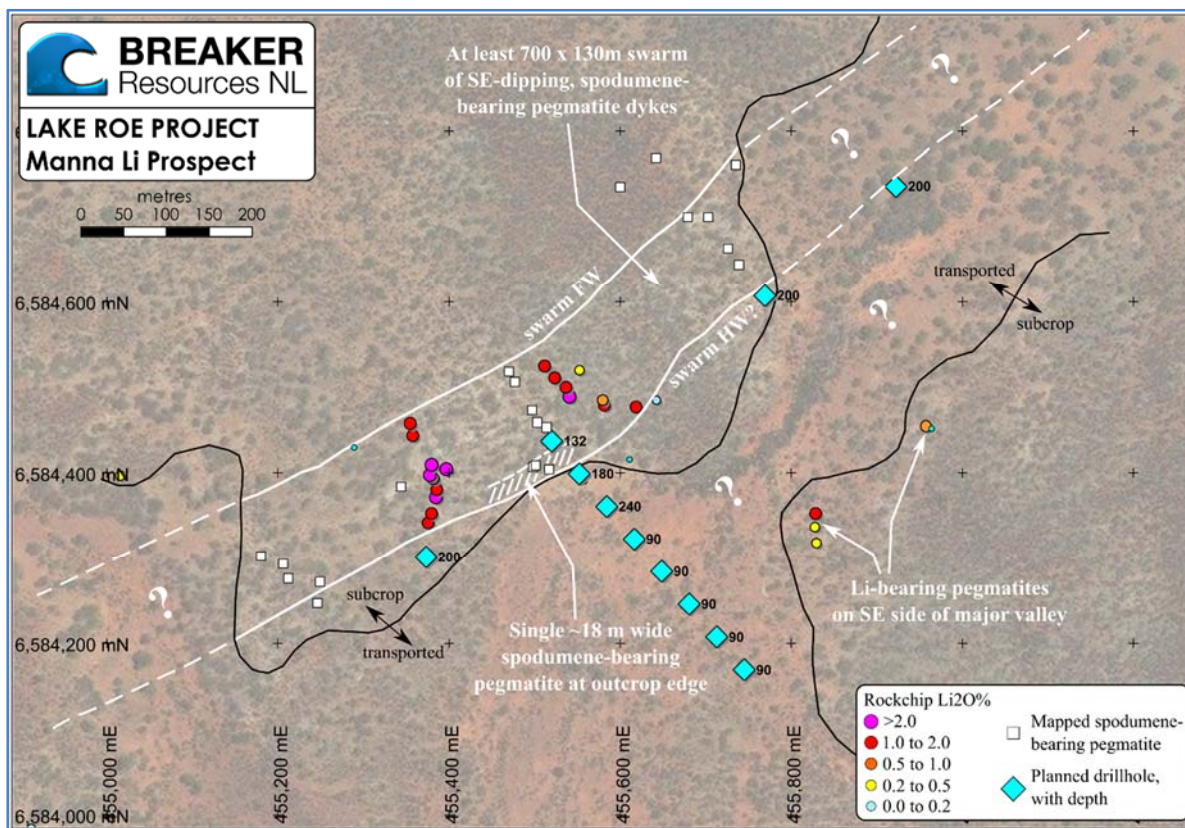 BREAKER
Resources NL
LAKE ROE PROJECT
Manna Li Prospect
metres
0 50 100 150 200
At least 700 x 130m swarm
of SE-dipping, spodumene-
bearing pegmatite dykes
?
?
200
6,584,600 mN
swarm FW
swarm HW?
200
?
transported
subcrop
132
6,584,400 mN
180
?
240
200
90
90
?
subcrop
transported
90
Li-bearing pegmatites
on SE side of major valley
6,584,200 mN
Single ~18 m wide
spodumene-bearing
pegmatite at outcrop edge
90
90
Rockchip Li2O%
>2.0
1.0 to 2.0
0.5 to 1.0
0.2 to 0.5
0.0 to 0.2
Mapped spodumene-
bearing pegmatite
Planned drillhole,
with depth
6,584,000 mN
455,000 mE
455,200 mE
455,400 mE
455,600 mE
455,800 mE